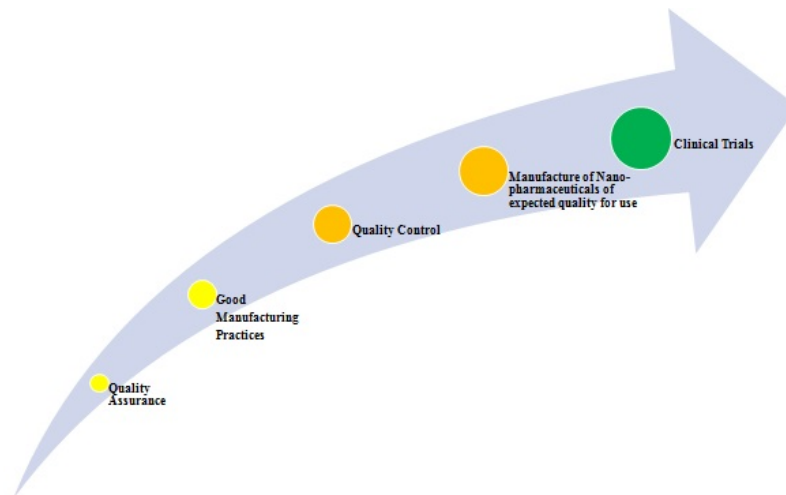 Clinical Trials
Manufacture of Nano-
pharmaceuticals of
expected quality for use
Quality Control
Good
Manufacturing
Practices
Quality
Assurance